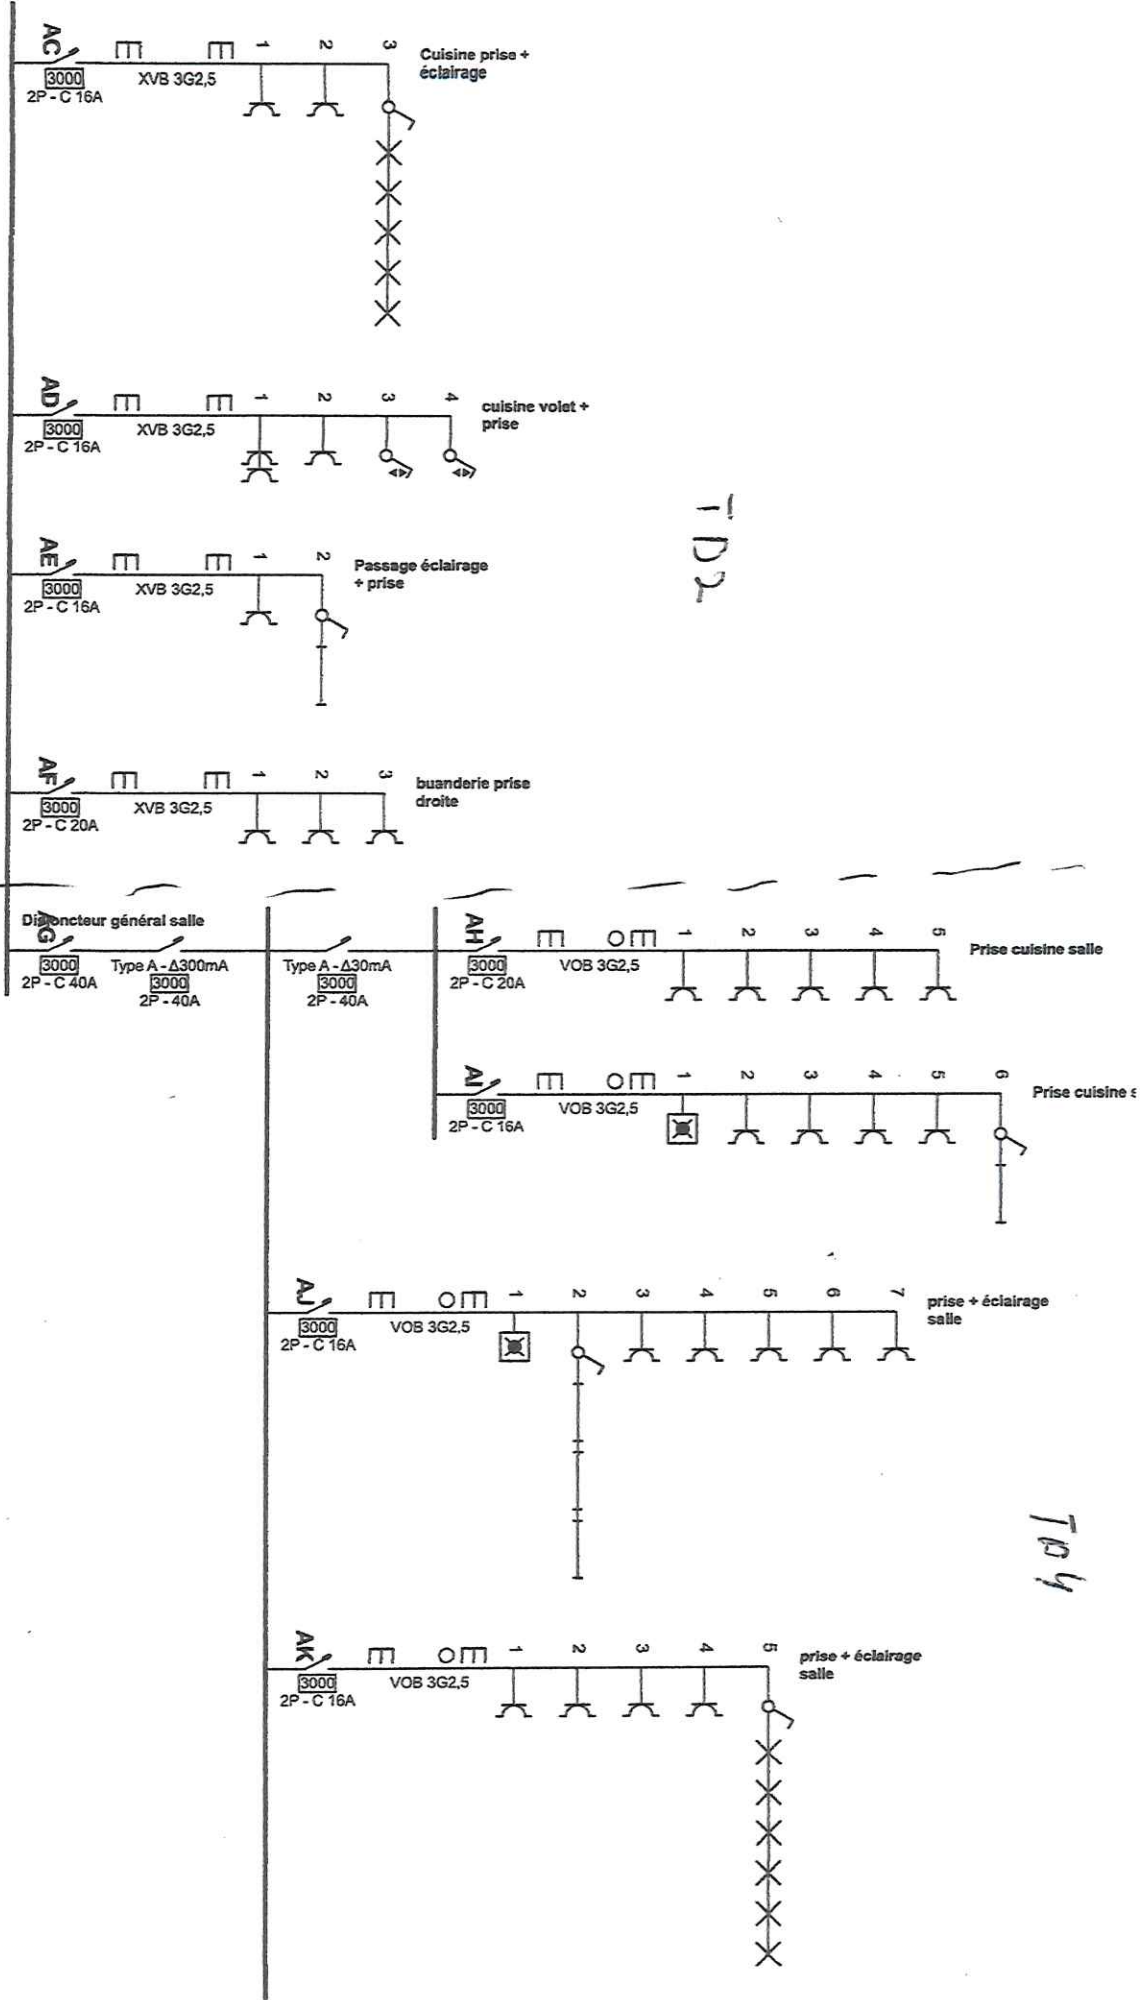 AC
1 2 3
Cuisine prise +
éclairage
3000
XVB 3G2,5
2P - C 16A
AD
1 2 3 4
cuisine volet +
prise
3000
XVB 3G2,5
2P - C 16A
TD2
AE
1 2
Passage éclairage
+ prise
3000
XVB 3G2,5
2P - C 16A
AF
1 2 3
buanderie prise
droite
3000
XVB 3G2,5
2P - C 20A
Disjoncteur général salle
AG
3000
2P - C 40A
Type A - Δ300mA
3000
2P - 40A
Type A - Δ30mA
3000
2P - 40A
AH
1 2 3 4 5
Prise cuisine salle
3000
VOB 3G2,5
2P - C 20A
AI
1 2 3 4 5 6
Prise cuisine s
3000
VOB 3G2,5
2P - C 16A
AJ
1 2 3 4 5 6 7
prise + éclairage
salle
3000
VOB 3G2,5
2P - C 16A
TD4
AK
1 2 3 4 5
prise + éclairage
salle
3000
VOB 3G2,5
2P - C 16A